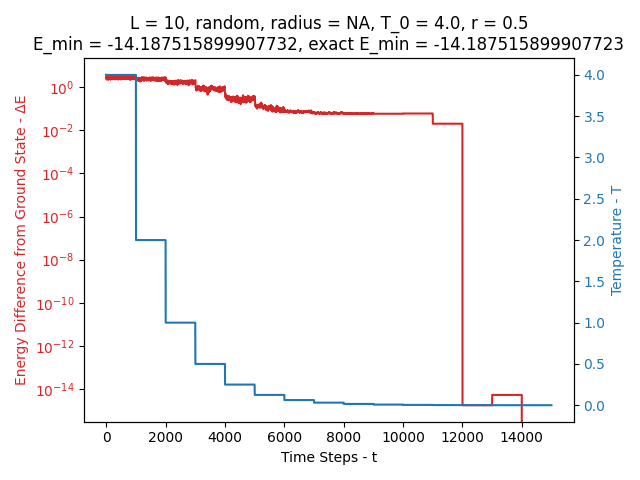 L = 10, random, radius = NA, T_0 = 4.0, r = 0.5
E_min = -14.187515899907732, exact E_min = -14.187515899907723
10⁰
10⁻²
10⁻⁴
10⁻⁶
10⁻⁸
10⁻¹⁰
10⁻¹²
10⁻¹⁴
Energy Difference from Ground State - ΔE
4.0
3.5
3.0
2.5
2.0
1.5
1.0
0.5
0.0
Temperature - T
0 2000 4000 6000 8000 10000 12000 14000
Time Steps - t